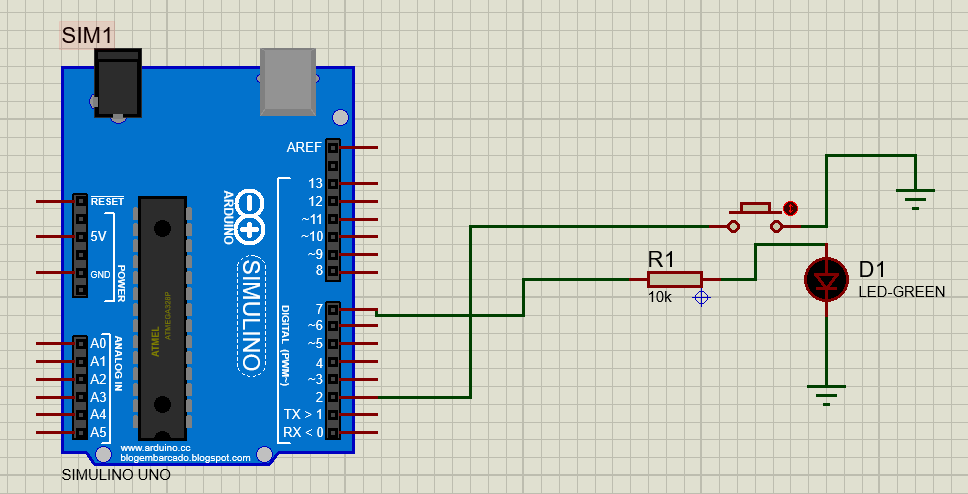 SIM1
AREF
13
12
~11
~10
~9
8
RESET
5V
GND
POWER
ARDUINO
SIMULINO
ATMEL
ATMEGA328P
DIGITAL (PWM~)
7
~6
~5
4
~3
2
TX > 1
RX < 0
A0
A1
A2
A3
A4
A5
ANALOG IN
www.arduino.cc
blogembarcado.blogspot.com
SIMULINO UNO
R1
10k
D1
LED-GREEN